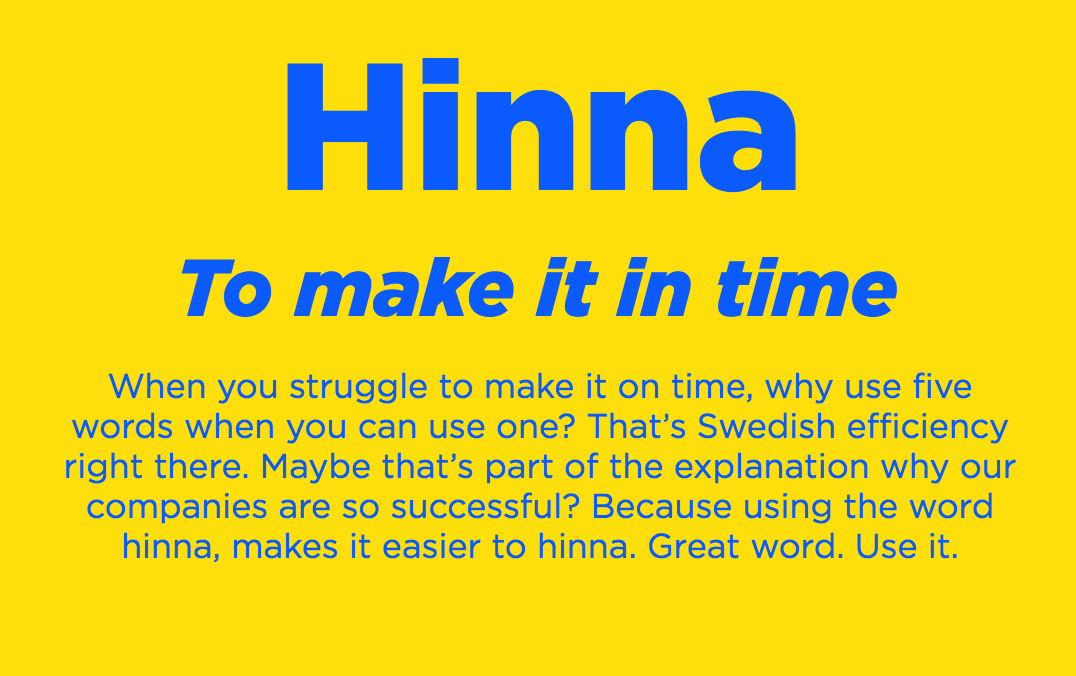 Hinna
To make it in time
When you struggle to make it on time, why use five
words when you can use one? That’s Swedish efficiency
right there. Maybe that’s part of the explanation why our
companies are so successful? Because using the word
hinna, makes it easier to hinna. Great word. Use it.